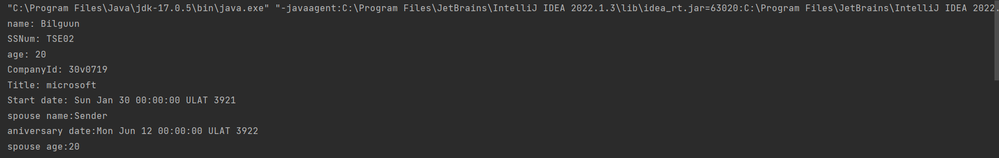 "C:\Program Files\Java\jdk-17.0.5\bin\java.exe" "-javaagent:C:\Program Files\JetBrains\IntelliJ IDEA 2022.1.3\lib\idea_rt.jar=63020:C:\Program Files\JetBrains\IntelliJ IDEA 2022.
name: Bilguun
SSNum: TSE02
age: 20
CompanyId: 30v0719
Title: microsoft
Start date: Sun Jan 30 00:00:00 ULAT 3921
spouse name:Sender
aniversary date:Mon Jun 12 00:00:00 ULAT 3922
spouse age:20